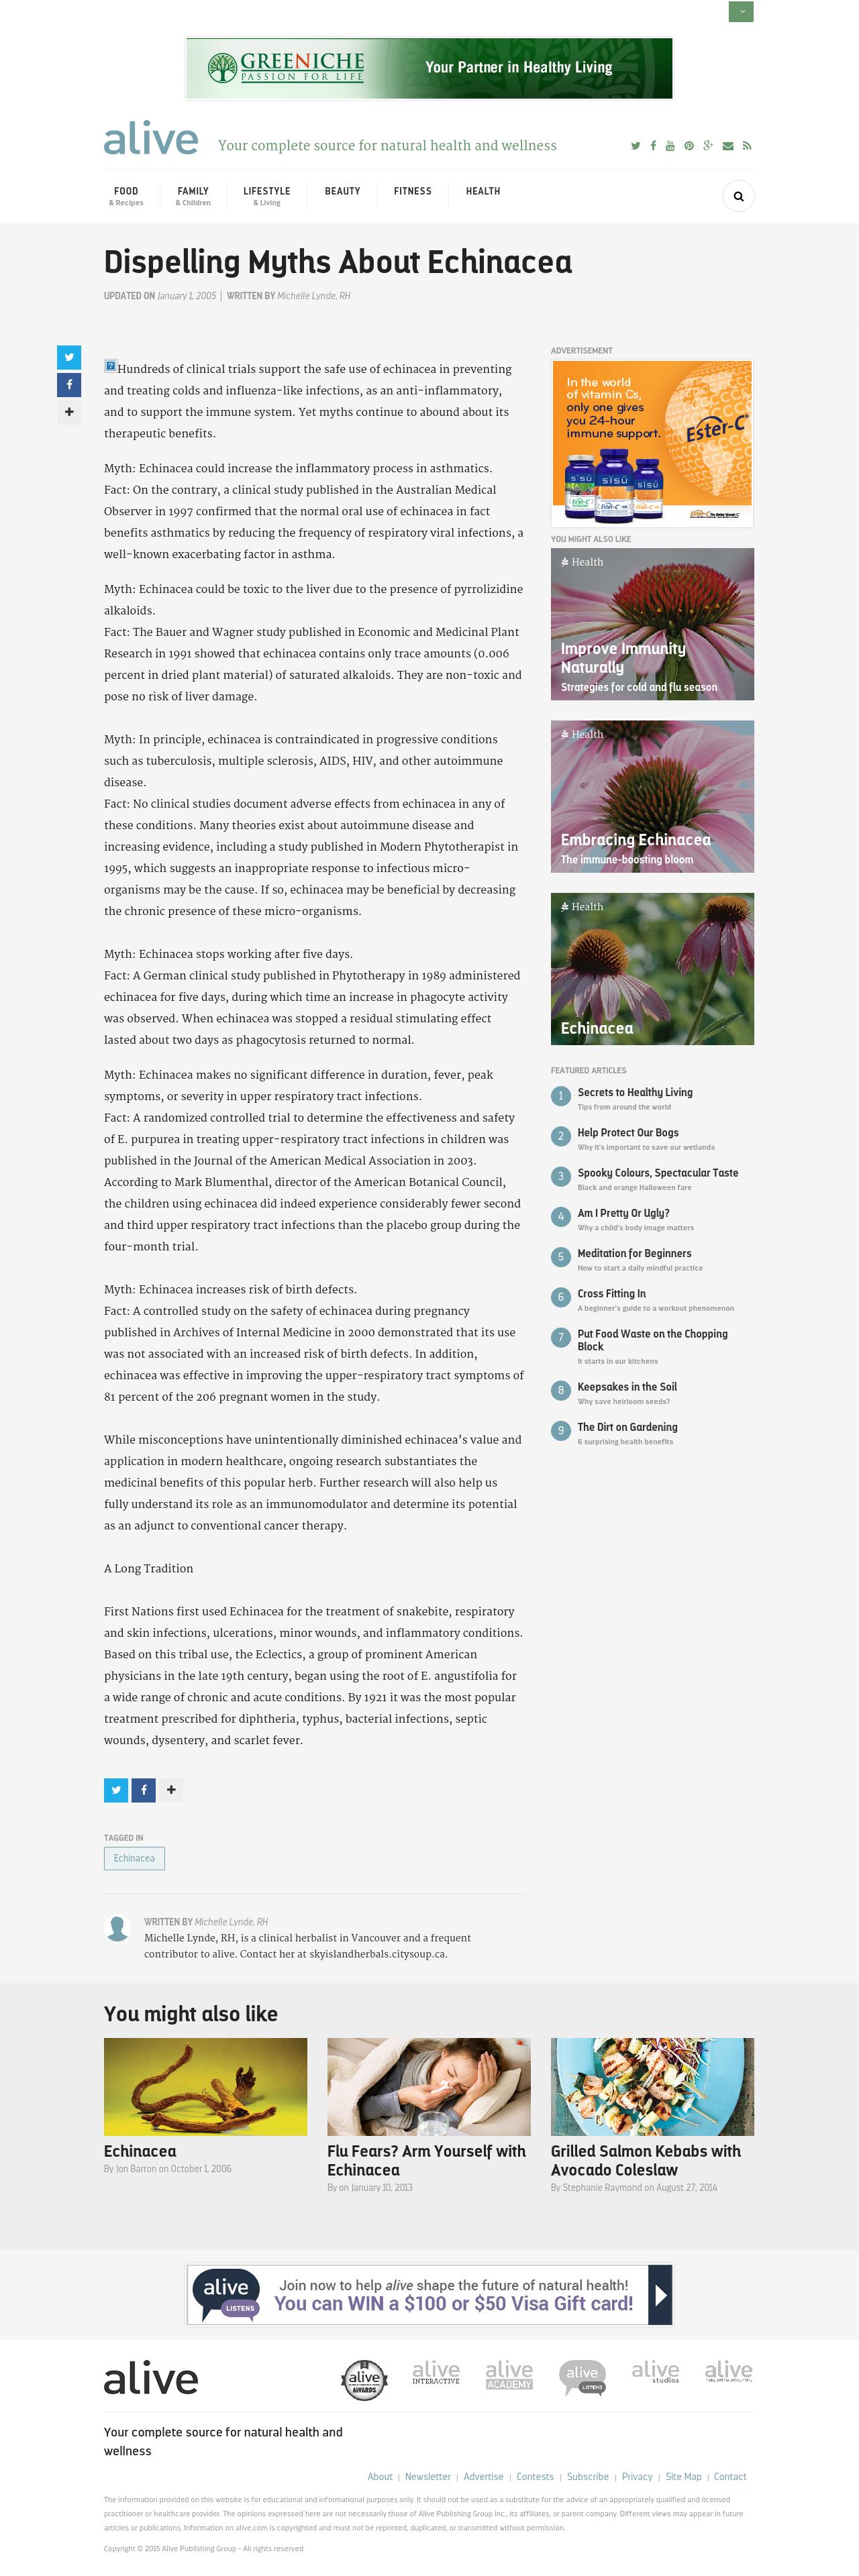 GREENICHE
PASSION FOR LIFE
Your Partner in Healthy Living
alive
Your complete source for natural health and wellness
FOOD
& Recipes
FAMILY
& Children
LIFESTYLE
& Living
BEAUTY
FITNESS
HEALTH
Dispelling Myths About Echinacea
UPDATED ON January 1, 2005 | WRITTEN BY Michelle Lynde, RH
Hundreds of clinical trials support the safe use of echinacea in preventing
and treating colds and influenza-like infections, as an anti-inflammatory,
and to support the immune system. Yet myths continue to abound about its
therapeutic benefits.
Myth: Echinacea could increase the inflammatory process in asthmatics.
Fact: On the contrary, a clinical study published in the Australian Medical
Observer in 1997 confirmed that the normal oral use of echinacea in fact
benefits asthmatics by reducing the frequency of respiratory viral infections, a
well-known exacerbating factor in asthma.
Myth: Echinacea could be toxic to the liver due to the presence of pyrrolizidine
alkaloids.
Fact: The Bauer and Wagner study published in Economic and Medicinal Plant
Research in 1991 showed that echinacea contains only trace amounts (0.006
percent in dried plant material) of saturated alkaloids. They are non-toxic and
pose no risk of liver damage.
Myth: In principle, echinacea is contraindicated in progressive conditions
such as tuberculosis, multiple sclerosis, AIDS, HIV, and other autoimmune
disease.
Fact: No clinical studies document adverse effects from echinacea in any of
these conditions. Many theories exist about autoimmune disease and
increasing evidence, including a study published in Modern Phytotherapist in
1995, which suggests an inappropriate response to infectious micro-
organisms may be the cause. If so, echinacea may be beneficial by decreasing
the chronic presence of these micro-organisms.
Myth: Echinacea stops working after five days.
Fact: A German clinical study published in Phytotherapy in 1989 administered
echinacea for five days, during which time an increase in phagocyte activity
was observed. When echinacea was stopped a residual stimulating effect
lasted about two days as phagocytosis returned to normal.
Myth: Echinacea makes no significant difference in duration, fever, peak
symptoms, or severity in upper respiratory tract infections.
Fact: A randomized controlled trial to determine the effectiveness and safety
of E. purpurea in treating upper-respiratory tract infections in children was
published in the Journal of the American Medical Association in 2003.
According to Mark Blumenthal, director of the American Botanical Council,
the children using echinacea did indeed experience considerably fewer second
and third upper respiratory tract infections than the placebo group during the
four-month trial.
Myth: Echinacea increases risk of birth defects.
Fact: A controlled study on the safety of echinacea during pregnancy
published in Archives of Internal Medicine in 2000 demonstrated that its use
was not associated with an increased risk of birth defects. In addition,
echinacea was effective in improving the upper-respiratory tract symptoms of
81 percent of the 206 pregnant women in the study.
While misconceptions have unintentionally diminished echinacea's value and
application in modern healthcare, ongoing research substantiates the
medicinal benefits of this popular herb. Further research will also help us
fully understand its role as an immunomodulator and determine its potential
as an adjunct to conventional cancer therapy.
A Long Tradition
First Nations first used Echinacea for the treatment of snakebite, respiratory
and skin infections, ulcerations, minor wounds, and inflammatory conditions.
Based on this tribal use, the Eclectics, a group of prominent American
physicians in the late 19th century, began using the root of E. angustifolia for
a wide range of chronic and acute conditions. By 1921 it was the most popular
treatment prescribed for diphtheria, typhus, bacterial infections, septic
wounds, dysentery, and scarlet fever.
TAGGED IN
Echinacea
WRITTEN BY Michelle Lynde, RH
Michelle Lynde, RH, is a clinical herbalist in Vancouver and a frequent
contributor to alive. Contact her at skyislandherbals.citysoup.ca.
ADVERTISEMENT
In the world
of vitamin Cs,
only one gives
you 24-hour
immune support.
Ester-C
SISU
SISU
SISU
YOU MIGHT ALSO LIKE
Health
Improve Immunity
Naturally
Strategies for cold and flu season
Health
Embracing Echinacea
The immune-boosting bloom
Health
Echinacea
FEATURED ARTICLES
1 Secrets to Healthy Living
Tips from around the world
2 Help Protect Our Bogs
Why it's important to save our wetlands
3 Spooky Colours, Spectacular Taste
Black and orange Halloween fare
4 Am I Pretty Or Ugly?
Why a child's body image matters
5 Meditation for Beginners
How to start a daily mindful practice
6 Cross Fitting In
A beginner's guide to a workout phenomenon
7 Put Food Waste on the Chopping
Block
It starts in our kitchens
8 Keepsakes in the Soil
Why save heirloom seeds?
9 The Dirt on Gardening
6 surprising health benefits
You might also like
Echinacea
By Jon Barron on October 1, 2006
Flu Fears? Arm Yourself with
Echinacea
By on January 10, 2013
Grilled Salmon Kebabs with
Avocado Coleslaw
By Stephanie Raymond on August 27, 2014
alive
LISTENS
Join now to help alive shape the future of natural health!
You can WIN a $100 or $50 Visa Gift card!
alive
alive
AWARDS
alive
INTERACTIVE
alive
ACADEMY
alive
LISTENS
alive
studios
alive
Your complete source for natural health and
wellness
About | Newsletter | Advertise | Contests | Subscribe | Privacy | Site Map | Contact
The information provided on this website is for educational and informational purposes only. It should not be used as a substitute for the advice of an appropriately qualified and licensed
practitioner or healthcare provider. The opinions expressed here are not necessarily those of Alive Publishing Group Inc., its affiliates, or parent company. Different views may appear in future
articles or publications. Information on alive.com is copyrighted and must not be reprinted, duplicated, or transmitted without permission.
Copyright © 2015 Alive Publishing Group - All rights reserved